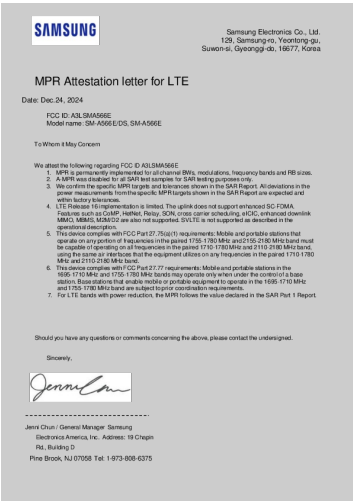 SAMSUNG
Samsung Electronics Co., Ltd.
129, Samsung-ro, Yeongtong-gu,
Suwon-si, Gyeonggi-do, 16677, Korea
MPR Attestation letter for LTE
Date: Dec.24, 2024
FCC ID: A3LSMA566E
Model name: SM-A566E/DS, SM-A566E
To Whom it May Concern
We attest the following regarding FCC ID A3LSMA566E
1. MPR is permanently implemented for all channel BWs, modulations, frequency bands and RB sizes.
2. A-MPR was disabled for all SAR test samples for SAR testing purposes only.
3. We confirm the specific MPR targets and tolerances shown in the SAR Report. All deviations in the
power measurements from the specific MPR targets shown in the SAR Report are expected and
within factory tolerances.
4. LTE Release 16 implementation is limited. The uplink does not support enhanced SC-FDMA.
Features such as CoMP, HetNet, Relay, SON, cross carrier scheduling, eICIC, enhanced downlink
MIMO, MBMS, M2M/D2 are also not supported. SVLTE is not supported as described in the
operational description.
5. This device complies with FCC Part 27.75(a)(1) requirements: Mobile and portable stations that
operate on any portion of frequencies in the paired 1755-1780 MHz and 2155-2180 MHz band must
be capable of operating on all frequencies in the paired 1710-1780 MHz and 2110-2180 MHz band,
using the same air interfaces that the equipment utilizes on any frequencies in the paired 1710-1780
MHz and 2110-2180 MHz band.
6. This device complies with FCC Part 27.77 requirements: Mobile and portable stations in the
1695-1710 MHz and 1755-1780 MHz bands may operate only when under the control of a base
station. Base stations that enable mobile or portable equipment to operate in the 1695-1710 MHz
and 1755-1780 MHz band are subject to prior coordination requirements.
7. For LTE bands with power reduction, the MPR follows the value declared in the SAR Part 1 Report.
Should you have any questions or comments concerning the above, please contact the undersigned.
Sincerely,
Jenni Chun
Jenni Chun / General Manager Samsung
Electronics America, Inc. Address: 19 Chapin
Rd., Building D
Pine Brook, NJ 07058 Tel: 1-973-808-6375